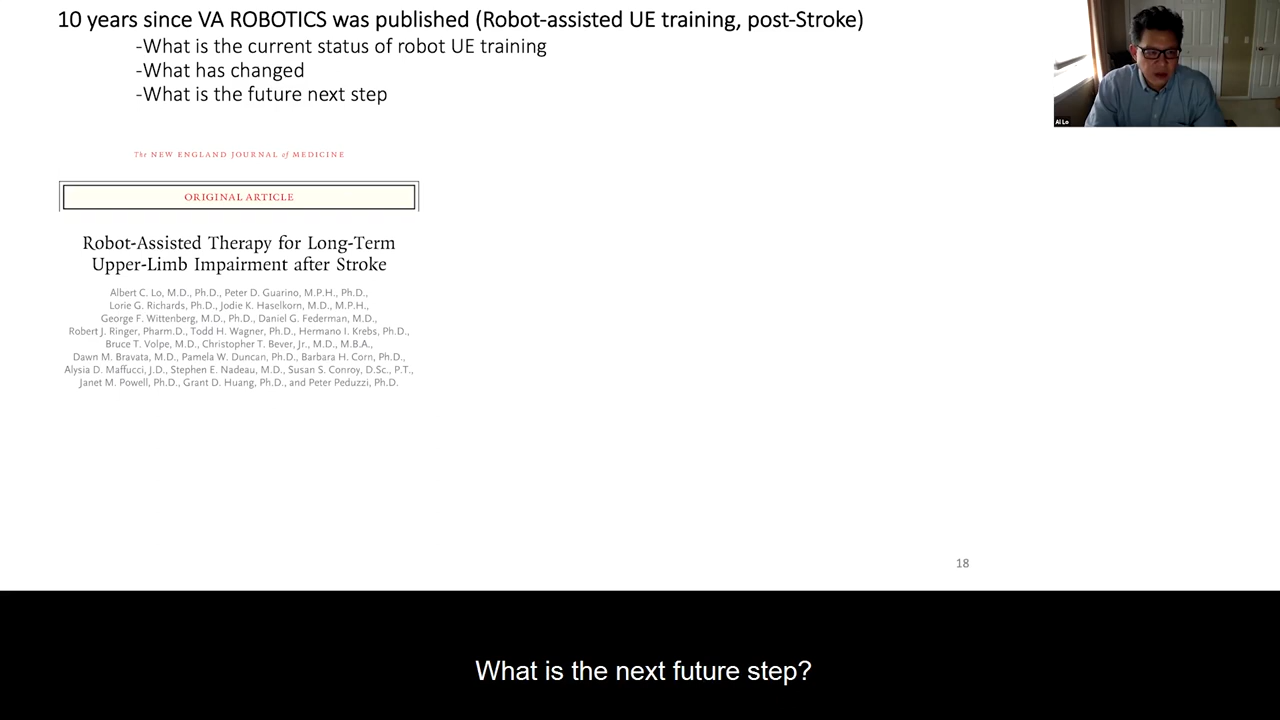 10 years since VA ROBOTICS was published (Robot-assisted UE training, post-Stroke)
-What is the current status of robot UE training
-What has changed
-What is the future next step
Al Lo
The NEW ENGLAND JOURNAL of MEDICINE
ORIGINAL ARTICLE
Robot-Assisted Therapy for Long-Term
Upper-Limb Impairment after Stroke
Albert C. Lo, M.D., Ph.D., Peter D. Guarino, M.P.H., Ph.D.,
Lorie G. Richards, Ph.D., Jodie K. Haselkorn, M.D., M.P.H.,
George F. Wittenberg, M.D., Ph.D., Daniel G. Federman, M.D.,
Robert J. Ringer, Pharm.D., Todd H. Wagner, Ph.D., Hermano I. Krebs, Ph.D.,
Bruce T. Volpe, M.D., Christopher T. Bever, Jr., M.D., M.B.A.,
Dawn M. Bravata, M.D., Pamela W. Duncan, Ph.D., Barbara H. Corn, Ph.D.,
Alysia D. Maffucci, J.D., Stephen E. Nadeau, M.D., Susan S. Conroy, D.Sc., P.T.,
Janet M. Powell, Ph.D., Grant D. Huang, Ph.D., and Peter Peduzzi, Ph.D.
18
What is the next future step?